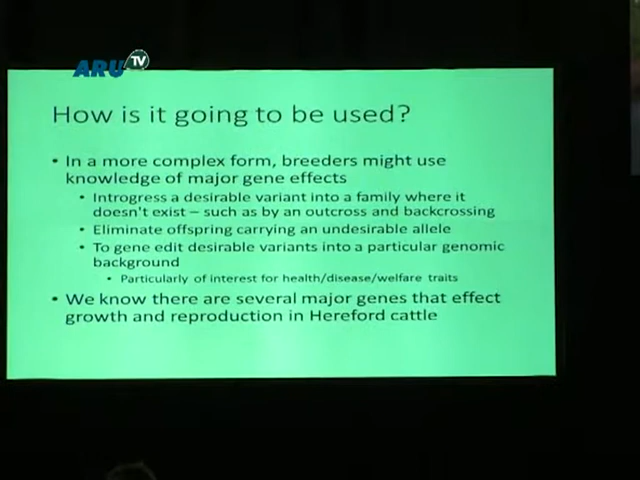 ARU TV
How is it going to be used?
• In a more complex form, breeders might use
knowledge of major gene effects
• Introgress a desirable variant into a family where it
doesn't exist – such as by an outcross and backcrossing
• Eliminate offspring carrying an undesirable allele
• To gene edit desirable variants into a particular genomic
background
• Particularly of interest for health/disease/welfare traits
• We know there are several major genes that effect
growth and reproduction in Hereford cattle